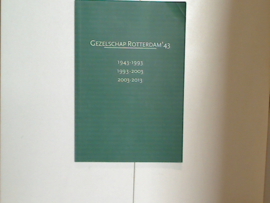 GEZELSCHAP ROTTERDAM '43
1943-1993
1993-2003
2003-2013